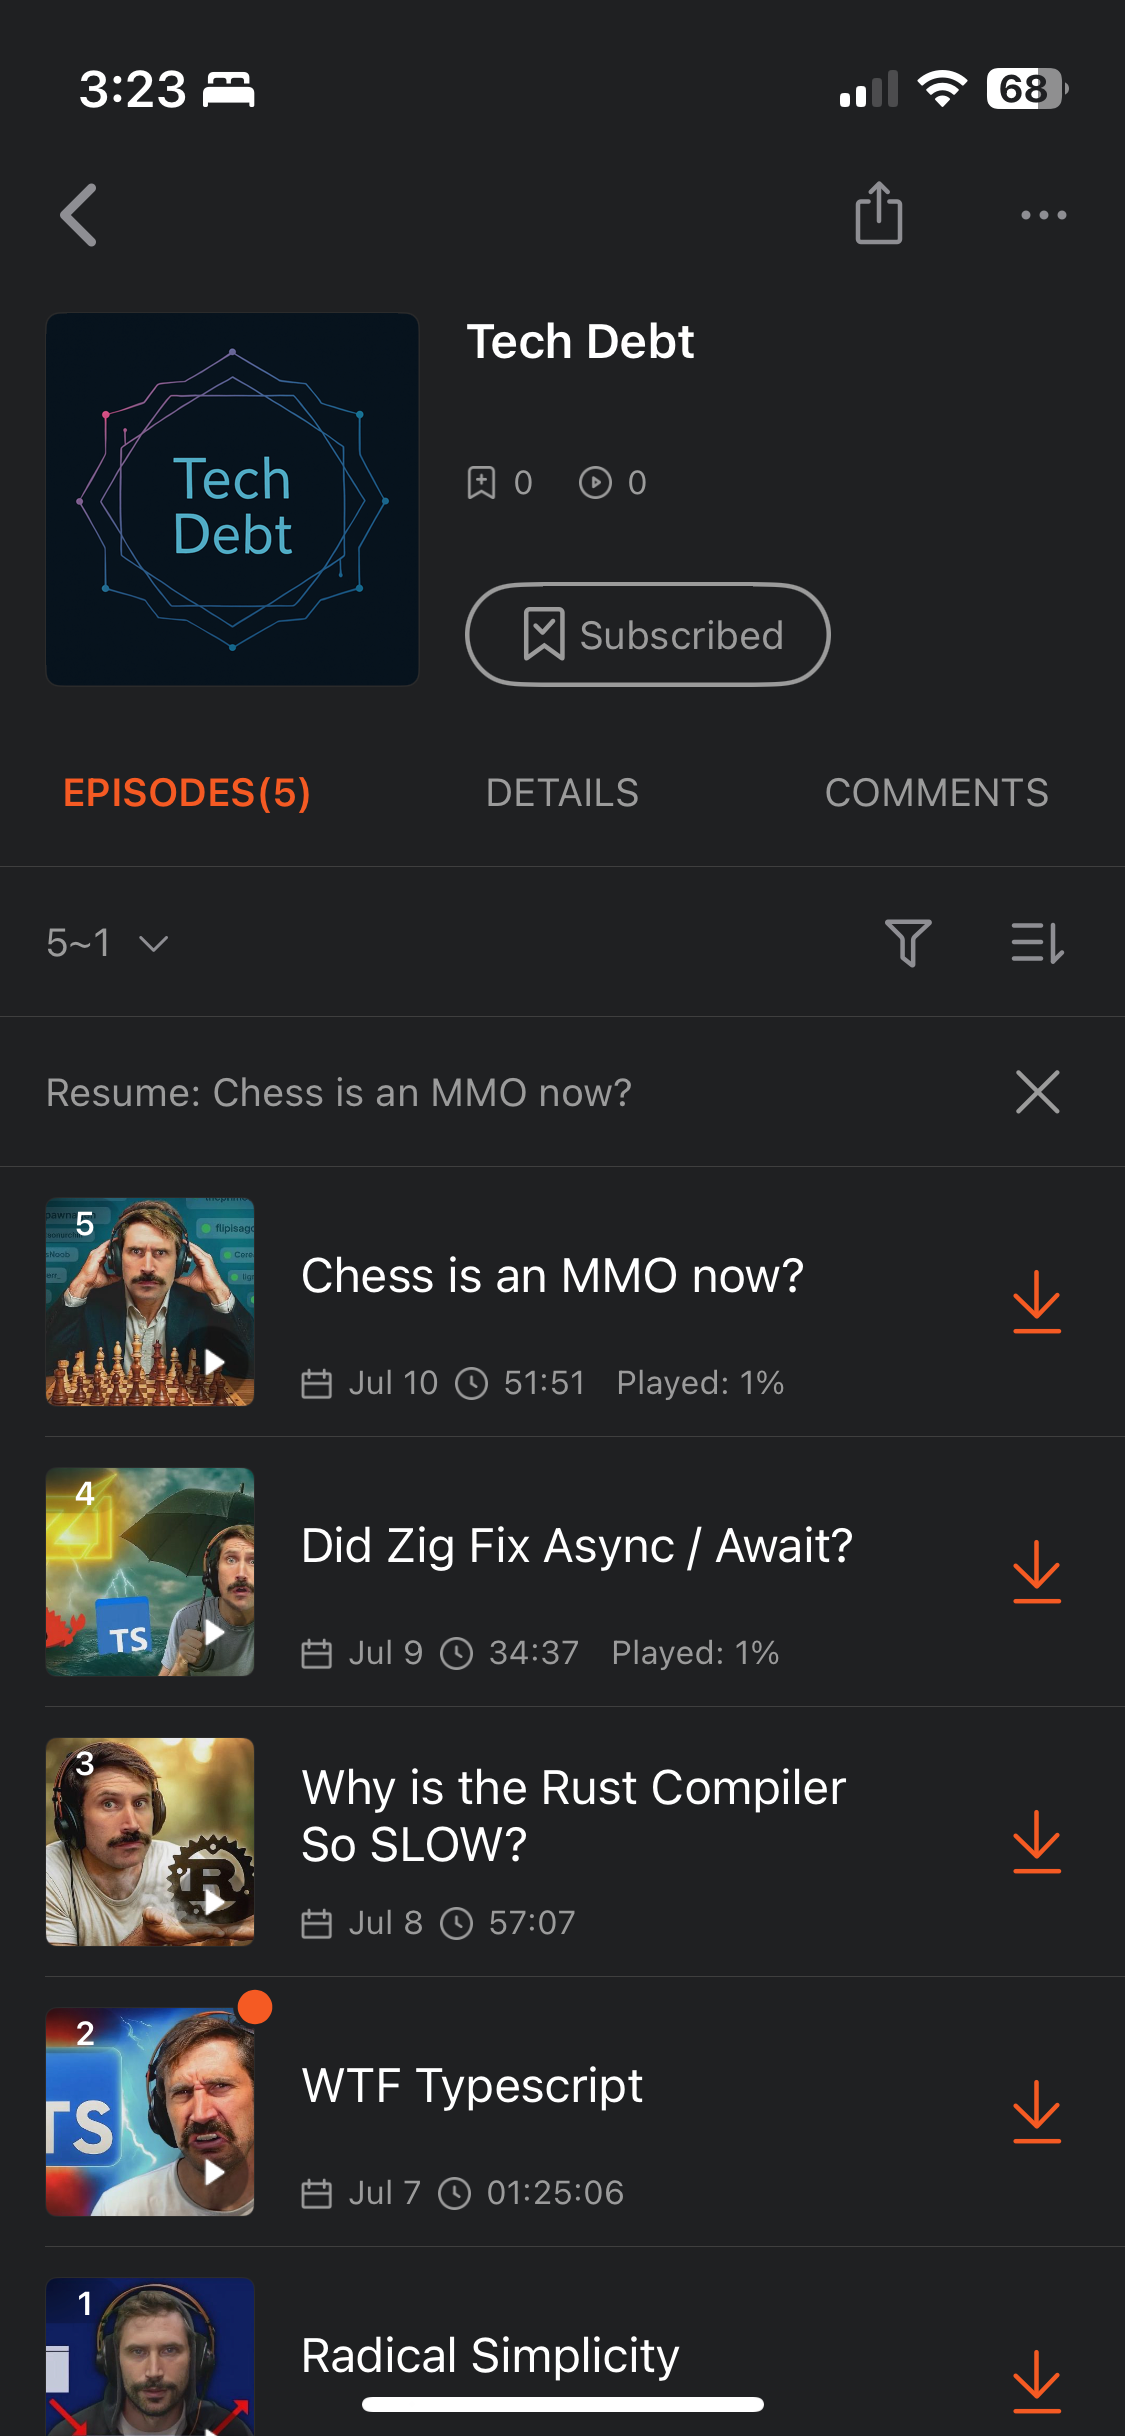 3:23
68
Tech Debt
Tech
Debt
0 0
Subscribed
EPISODES(5) DETAILS COMMENTS
5~1
Resume: Chess is an MMO now?
5
flipisag
Chess is an MMO now?
Jul 10 51:51 Played: 1%
4
TS
Did Zig Fix Async / Await?
Jul 9 34:37 Played: 1%
3
R
Why is the Rust Compiler
So SLOW?
Jul 8 57:07
2
TS
WTF Typescript
Jul 7 01:25:06
1
Radical Simplicity